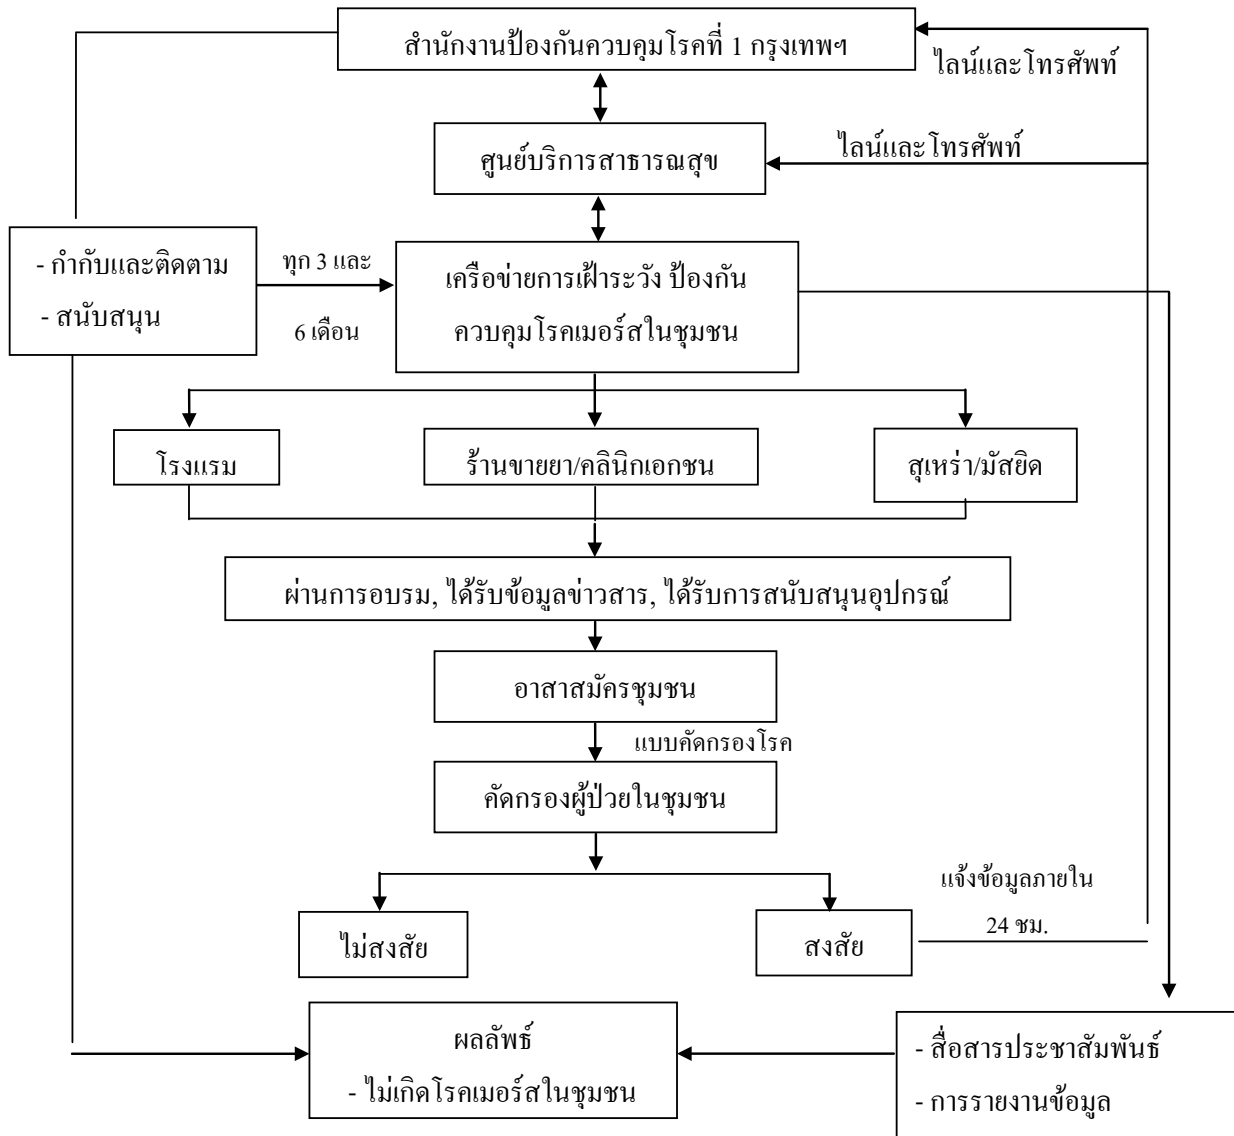 สำนักงานป้องกันควบคุมโรคที่ 1 กรุงเทพฯ
ไลน์และโทรศัพท์
ศูนย์บริการสาธารณสุข
ไลน์และโทรศัพท์
- กำกับและติดตาม
- สนับสนุน
ทุก 3 และ
6 เดือน
เครือข่ายการเฝ้าระวัง ป้องกัน
ควบคุมโรคเมอร์สในชุมชน
โรงแรม
ร้านขายยา/คลินิกเอกชน
สุเหร่า/มัสยิด
ผ่านการอบรม, ได้รับข้อมูลข่าวสาร, ได้รับการสนับสนุนอุปกรณ์
อาสาสมัครชุมชน
แบบคัดกรองโรค
คัดกรองผู้ป่วยในชุมชน
ไม่สงสัย
สงสัย
แจ้งข้อมูลภายใน
24 ชม.
ผลลัพธ์
- ไม่เกิดโรคเมอร์สในชุมชน
- สื่อสารประชาสัมพันธ์
- การรายงานข้อมูล